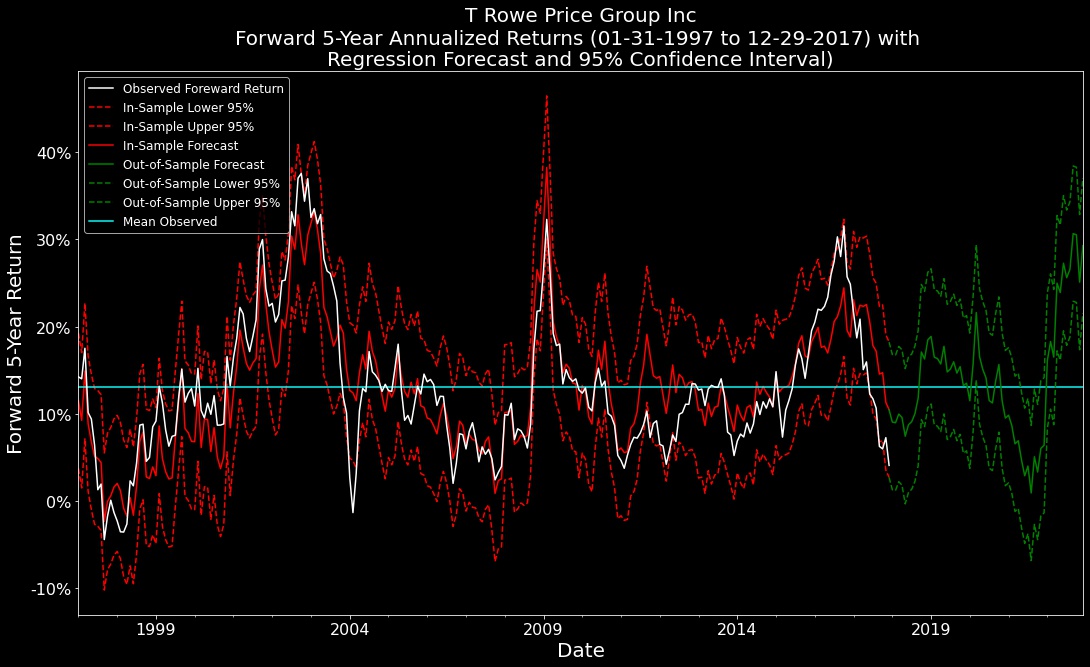 T Rowe Price Group Inc
Forward 5-Year Annualized Returns (01-31-1997 to 12-29-2017) with
Regression Forecast and 95% Confidence Interval)
Observed Foreward Return
In-Sample Lower 95%
In-Sample Upper 95%
In-Sample Forecast
Out-of-Sample Forecast
Out-of-Sample Lower 95%
Out-of-Sample Upper 95%
Mean Observed
Forward 5-Year Return
40%
30%
20%
10%
0%
-10%
1999
2004
2009
2014
2019
Date